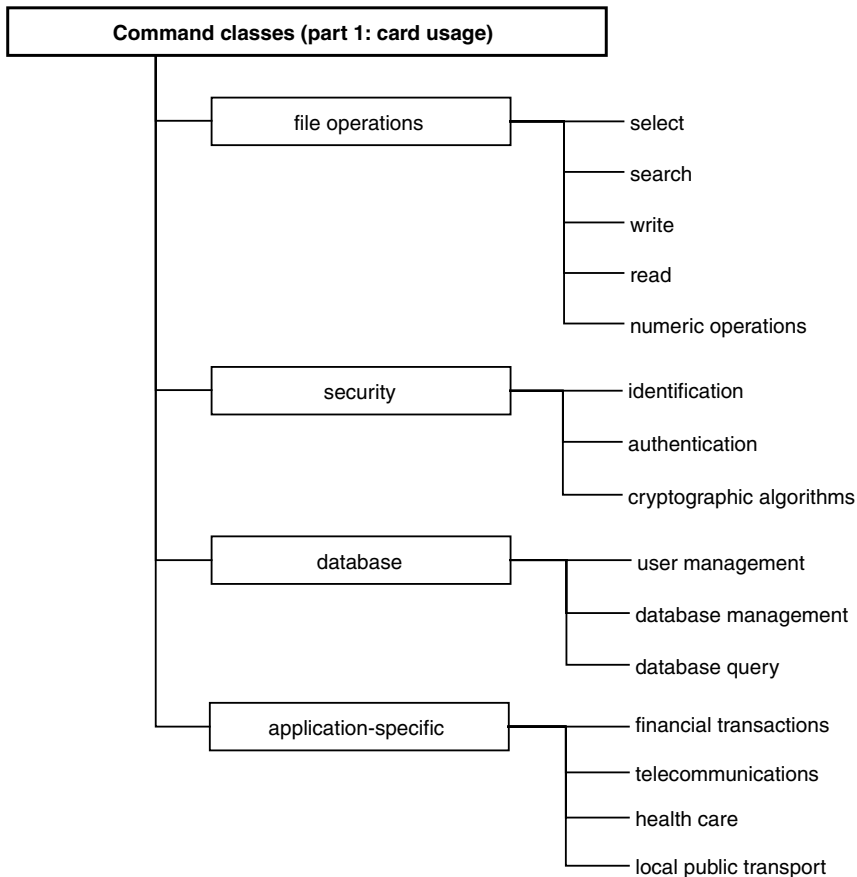 Command classes (part 1: card usage)
file operations
select
search
write
read
numeric operations
security
identification
authentication
cryptographic algorithms
database
user management
database management
database query
application-specific
financial transactions
telecommunications
health care
local public transport